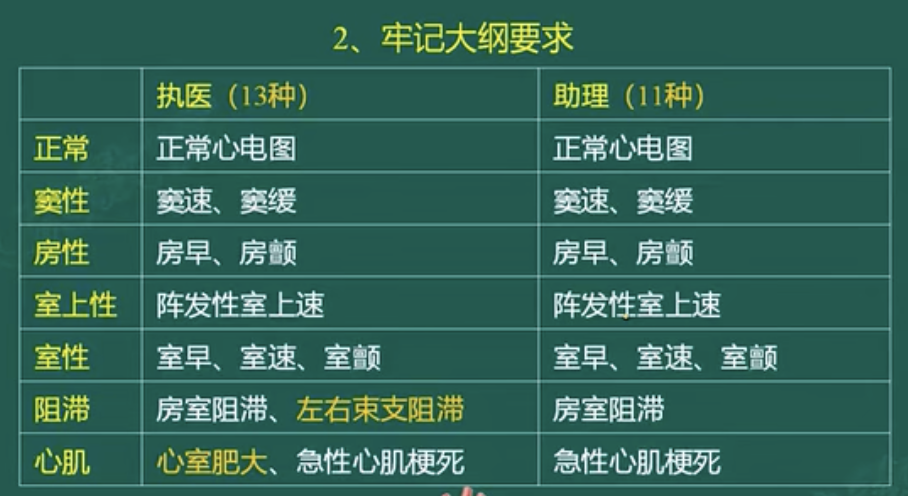 2、牢记大纲要求
执医（13种） 助理（11种）
正常 正常心电图 正常心电图
窦性 窦速、窦缓 窦速、窦缓
房性 房早、房颤 房早、房颤
室上性 阵发性室上速 阵发性室上速
室性 室早、室速、室颤 室早、室速、室颤
阻滞 房室阻滞、左右束支阻滞 房室阻滞
心肌 心室肥大、急性心肌梗死 急性心肌梗死